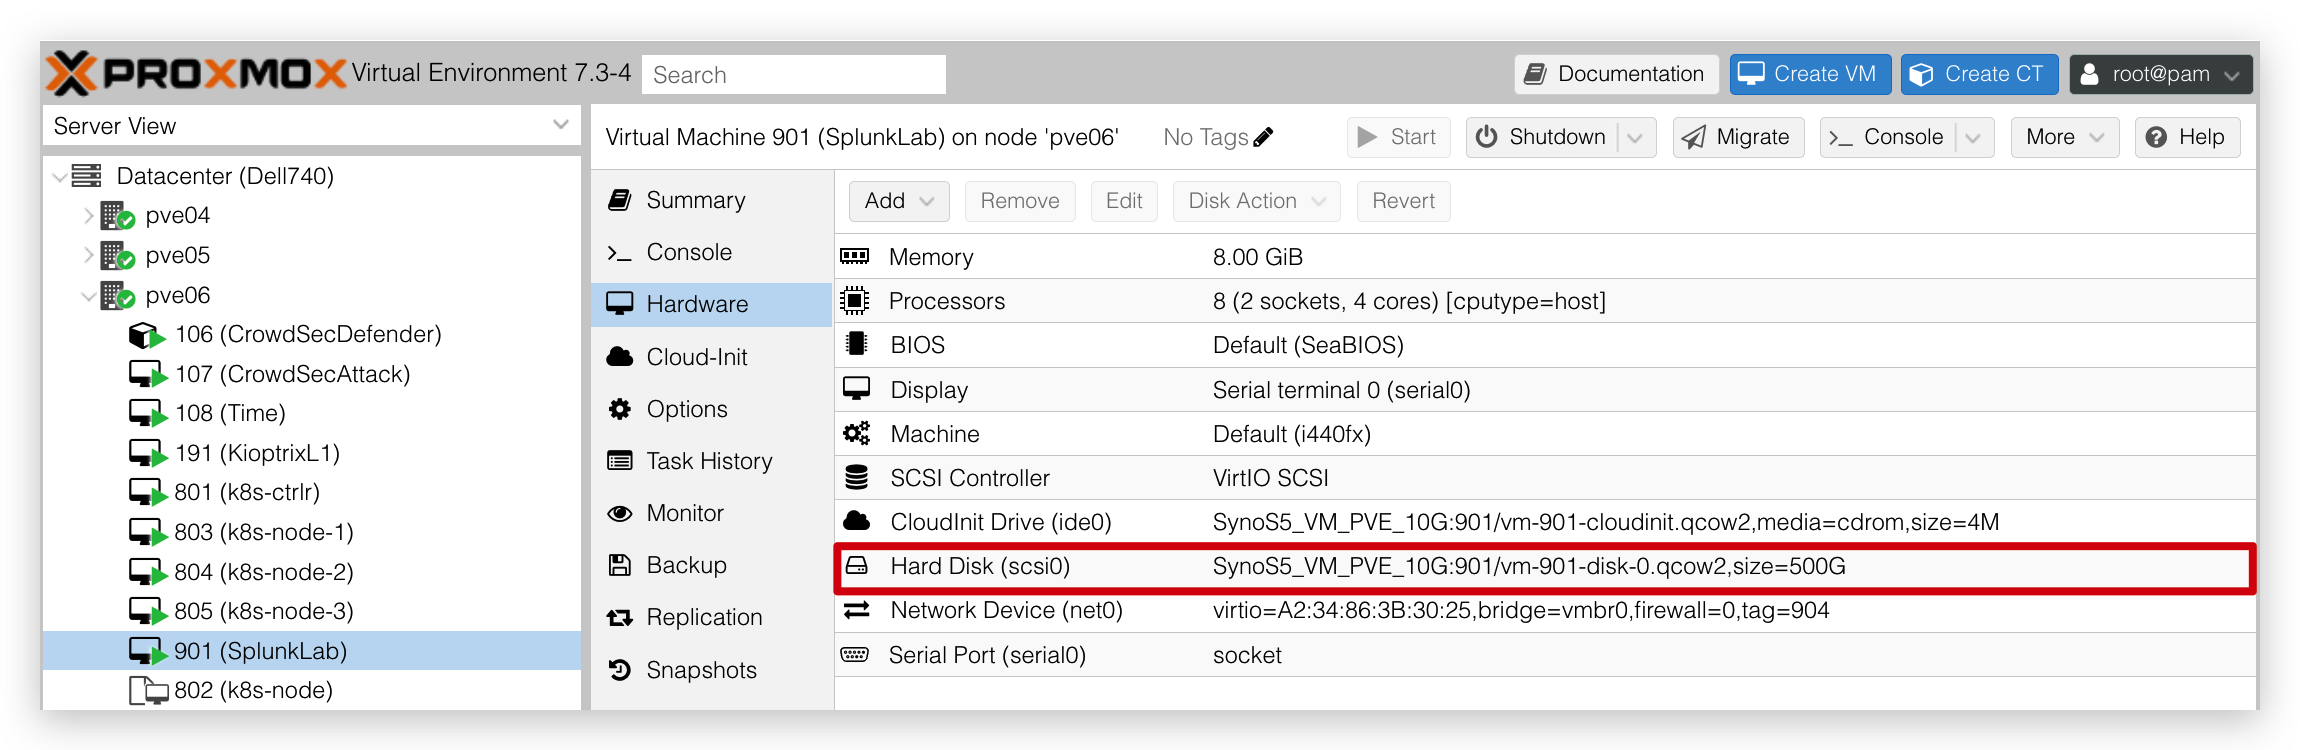 PROXMOX Virtual Environment 7.3-4 Search Documentation Create VM Create CT root@pam
Server View
Datacenter (Dell740)
pve04
pve05
pve06
106 (CrowdSecDefender)
107 (CrowdSecAttack)
108 (Time)
191 (KioptrixL1)
801 (k8s-ctrlr)
803 (k8s-node-1)
804 (k8s-node-2)
805 (k8s-node-3)
901 (SplunkLab)
802 (k8s-node)
Virtual Machine 901 (SplunkLab) on node 'pve06' No Tags Start Shutdown Migrate >_ Console More Help
Summary
>_ Console
Hardware
Cloud-Init
Options
Task History
Monitor
Backup
Replication
Snapshots
Add Remove Edit Disk Action Revert
Memory 8.00 GiB
Processors 8 (2 sockets, 4 cores) [cputype=host]
BIOS Default (SeaBIOS)
Display Serial terminal 0 (serial0)
Machine Default (i440fx)
SCSI Controller VirtIO SCSI
CloudInit Drive (ide0) SynoS5_VM_PVE_10G:901/vm-901-cloudinit.qcow2,media=cdrom,size=4M
Hard Disk (scsi0) SynoS5_VM_PVE_10G:901/vm-901-disk-0.qcow2,size=500G
Network Device (net0) virtio=A2:34:86:3B:30:25,bridge=vmbr0,firewall=0,tag=904
Serial Port (serial0) socket